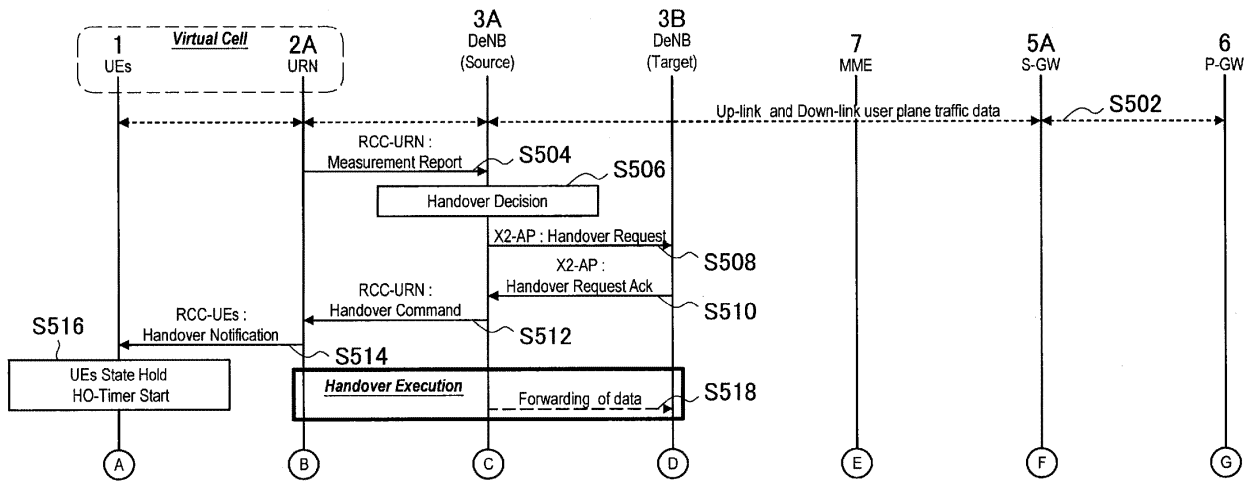 Virtual Cell
1
UEs
2A
URN
3A
DeNB
(Source)
3B
DeNB
(Target)
7
MME
5A
S-GW
6
P-GW
Up-link and Down-link user plane traffic data
S502
RCC-URN :
Measurement Report
S504
S506
Handover Decision
X2-AP : Handover Request
S508
X2-AP :
Handover Request Ack
S510
RCC-URN :
Handover Command
S512
RCC-UEs :
Handover Notification
S514
S516
UEs State Hold
HO-Timer Start
Handover Execution
Forwarding of data
S518
A
B
C
D
E
F
G